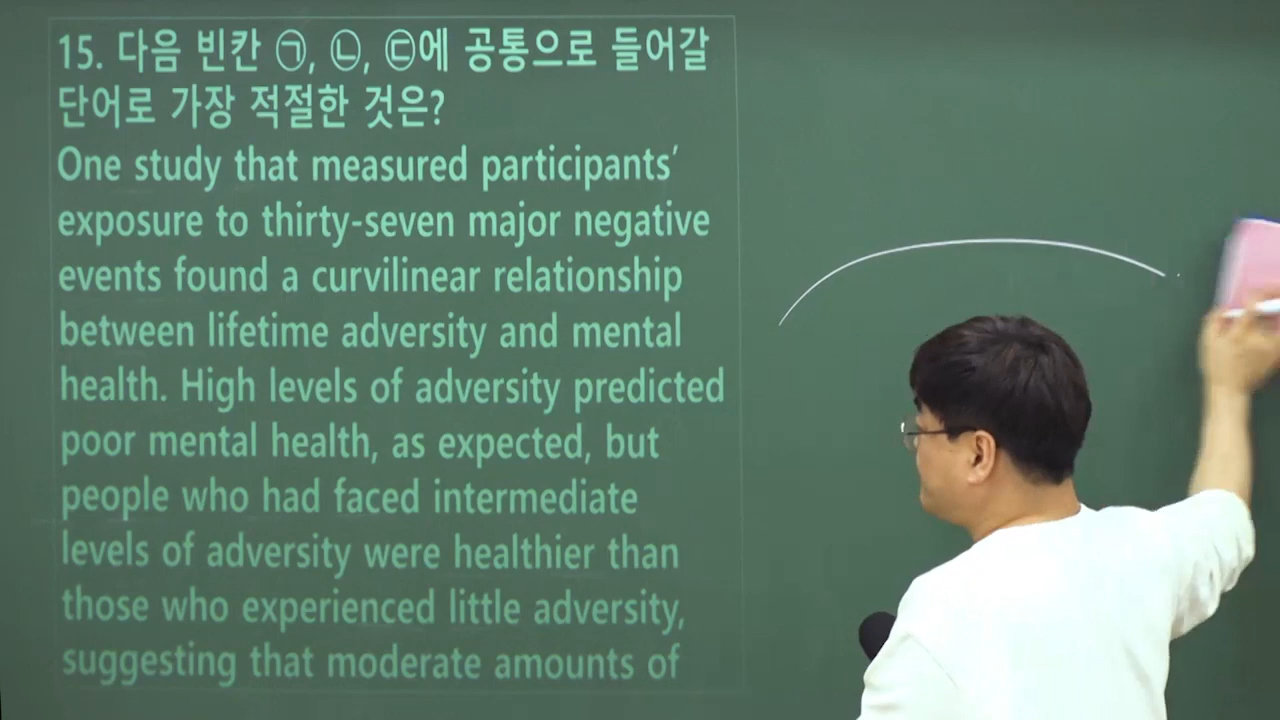 15. 다음 빈칸 ㉠, ㉡, ㉢에 공통으로 들어갈
단어로 가장 적절한 것은?
One study that measured participants’
exposure to thirty-seven major negative
events found a curvilinear relationship
between lifetime adversity and mental
health. High levels of adversity predicted
poor mental health, as expected, but
people who had faced intermediate
levels of adversity were healthier than
those who experienced little adversity,
suggesting that moderate amounts of